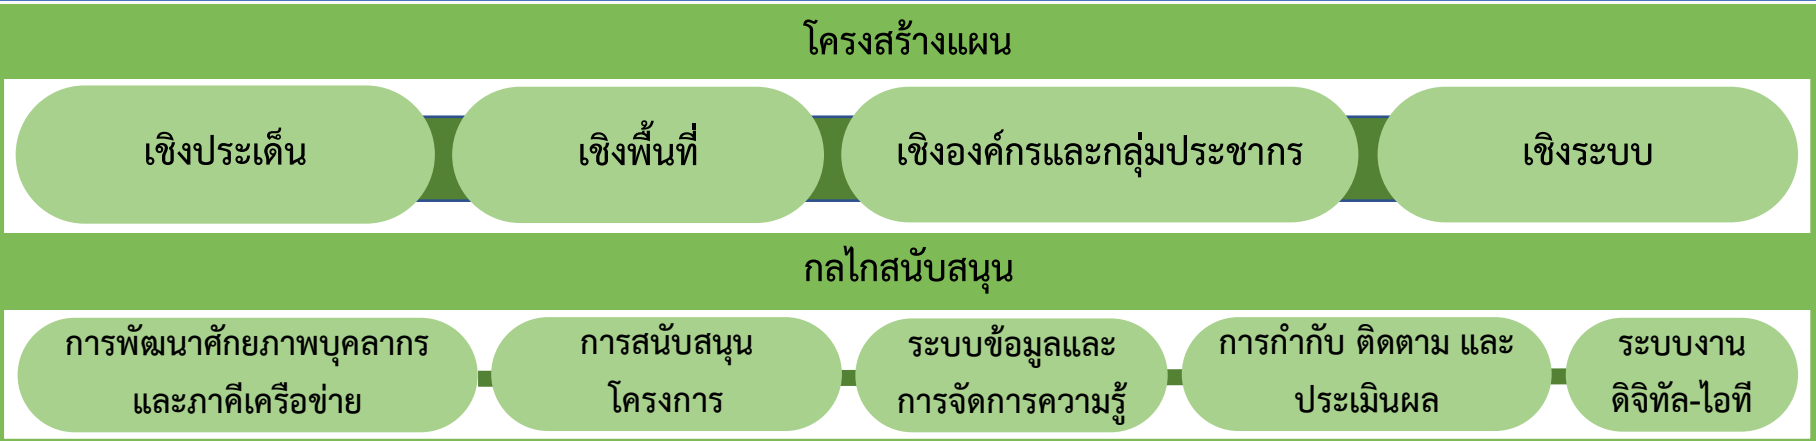 โครงสร้างแผน
เชิงประเด็น
เชิงพื้นที่
เชิงองค์กรและกลุ่มประชากร
เชิงระบบ
กลไกสนับสนุน
การพัฒนาศักยภาพบุคลากร
และภาคีเครือข่าย
การสนับสนุน
โครงการ
ระบบข้อมูลและ
การจัดการความรู้
การกำกับ ติดตาม และ
ประเมินผล
ระบบงาน
ดิจิทัล-ไอที